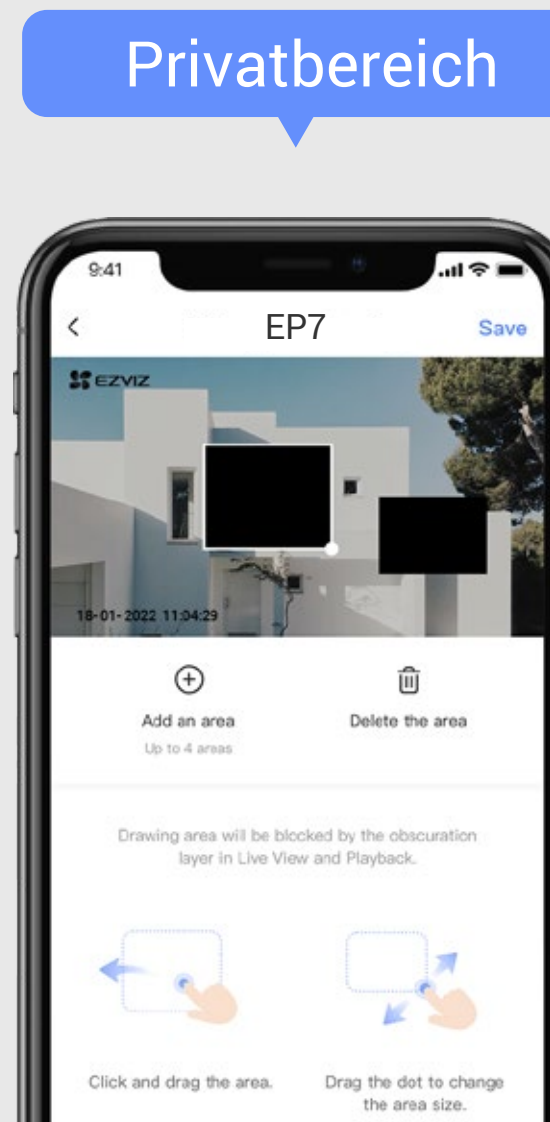 Privatbereich
9:41
EP7
Save
EZVIZ
18-01-2022 11:04:29
Add an area
Delete the area
Up to 4 areas
Drawing area will be blocked by the obscuration
layer in Live View and Playback.
Click and drag the area.
Drag the dot to change
the area size.